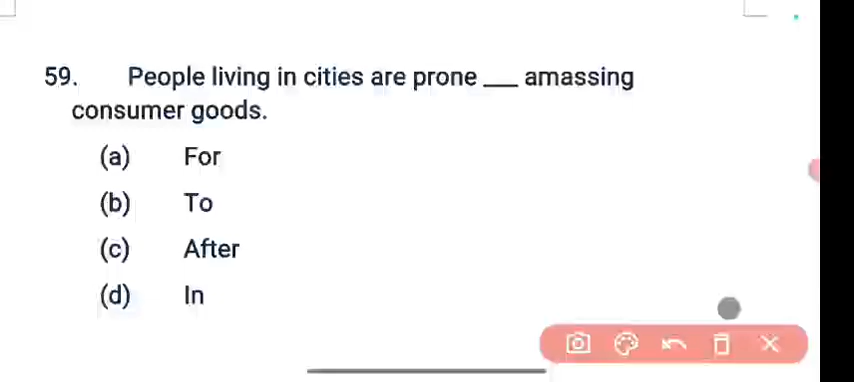 59. People living in cities are prone ___ amassing
consumer goods.
(a) For
(b) To
(c) After
(d) In